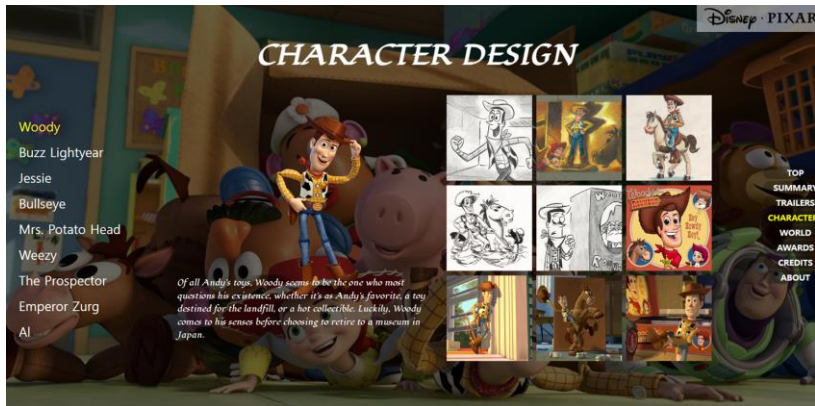 Disney · PIXAR
CHARACTER DESIGN
Woody
Buzz Lightyear
Jessie
Bullseye
Mrs. Potato Head
Weezy
The Prospector
Emperor Zurg
Al
Of all Andy's toys, Woody seems to be the one who most
questions his existence, whether it's as Andy's favorite, a toy
destined for the landfill, or a hot collectible. Luckily, Woody
comes to his senses before choosing to retire to a museum in
Japan.
TOP
SUMMARY
TRAILERS
CHARACTER
WORLD
AWARDS
CREDITS
ABOUT